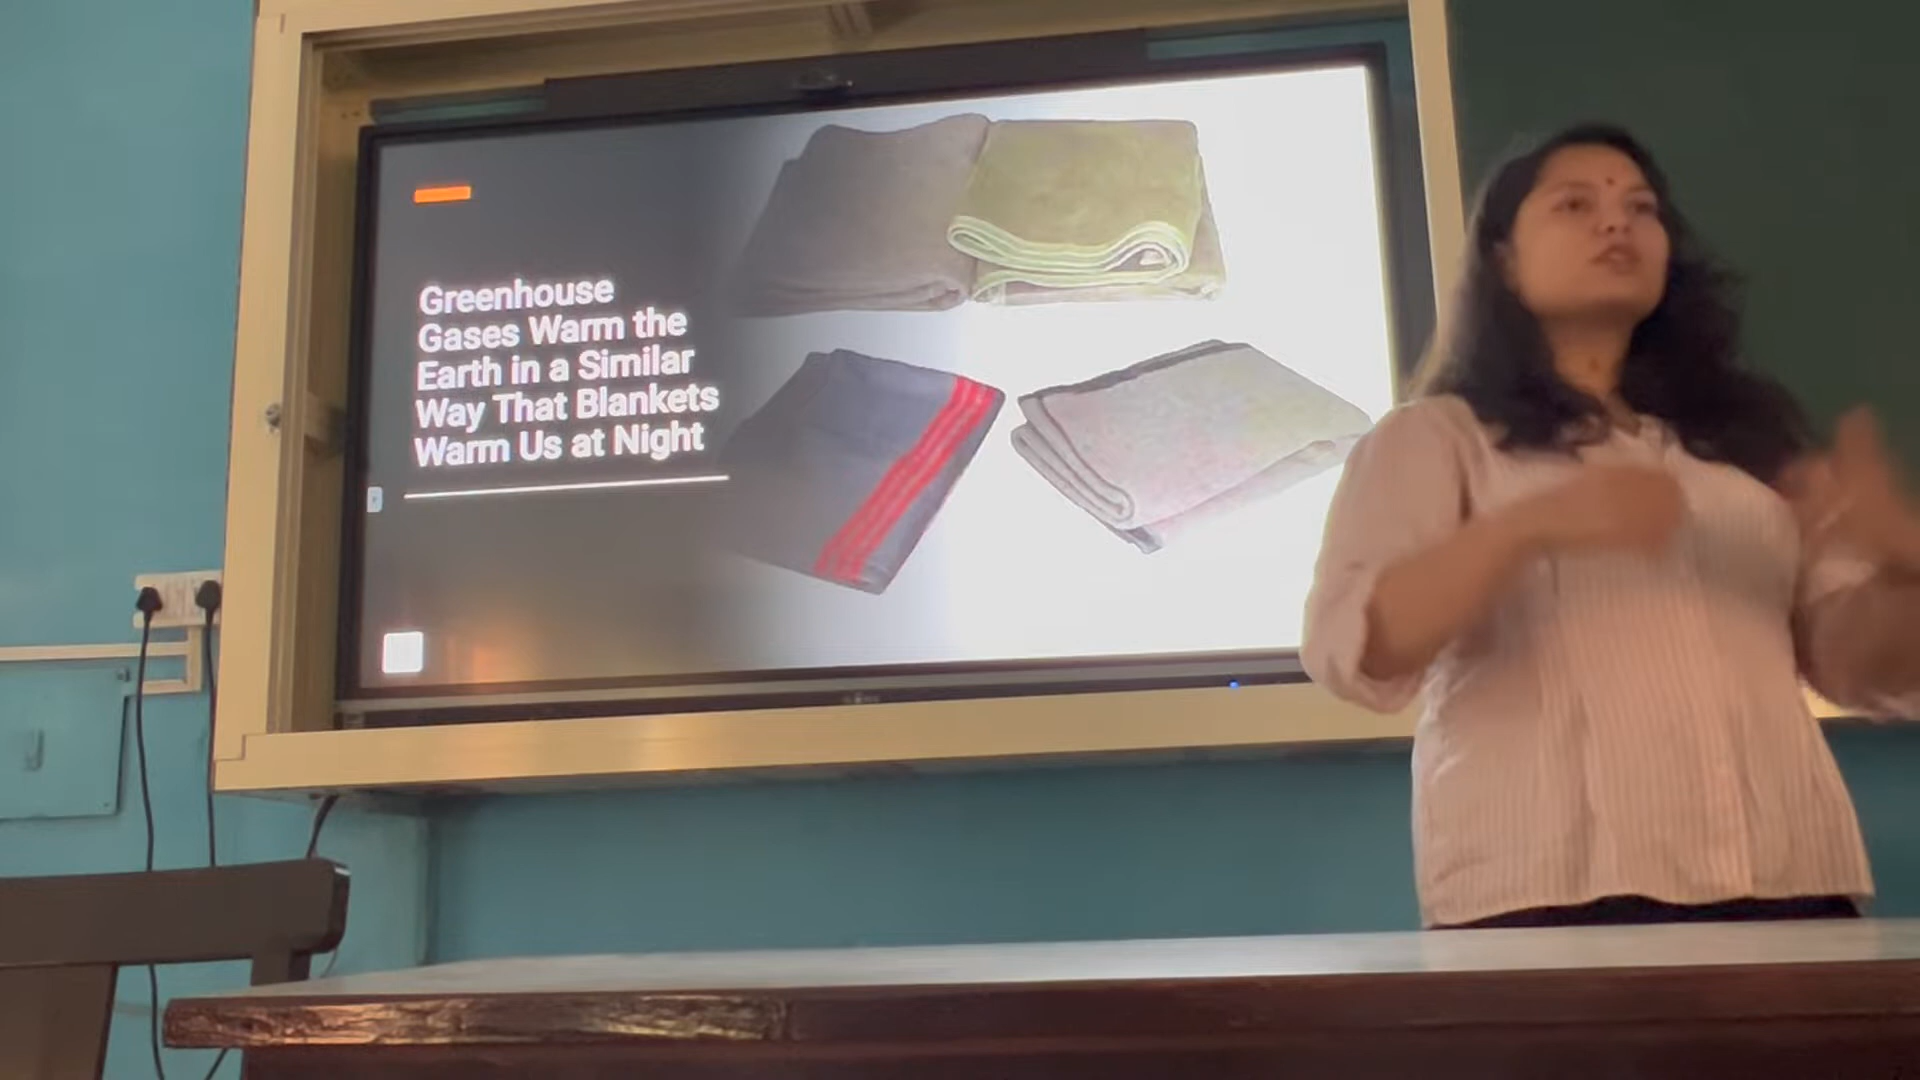 Greenhouse
Gases Warm the
Earth in a Similar
Way That Blankets
Warm Us at Night